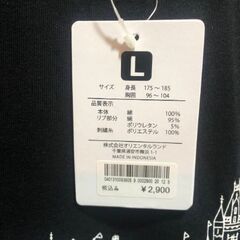 L
サイズ 身長 175 ～ 185
胸囲 96 ～ 104
品質表示
本体 綿 100%
リブ部分 綿 95%
ポリウレタン 5%
刺繍糸 ポリエステル 100%
株式会社オリエンタルランド
千葉県浦安市舞浜 1-1
MADE IN INDONESIA
税込み ¥2,900